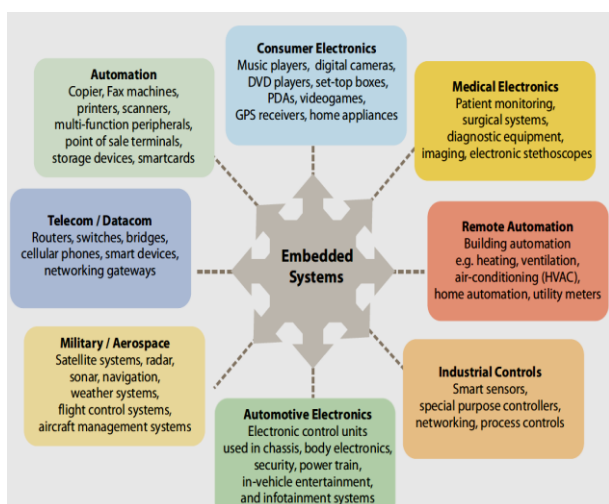 Consumer Electronics
Music players, digital cameras,
DVD players, set-top boxes,
PDAs, videogames,
GPS receivers, home appliances
Automation
Copier, Fax machines,
printers, scanners,
multi-function peripherals,
point of sale terminals,
storage devices, smartcards
Medical Electronics
Patient monitoring,
surgical systems,
diagnostic equipment,
imaging, electronic stethoscopes
Telecom / Datacom
Routers, switches, bridges,
cellular phones, smart devices,
networking gateways
Embedded
Systems
Remote Automation
Building automation
e.g. heating, ventilation,
air-conditioning (HVAC),
home automation, utility meters
Military / Aerospace
Satellite systems, radar,
sonar, navigation,
weather systems,
flight control systems,
aircraft management systems
Industrial Controls
Smart sensors,
special purpose controllers,
networking, process controls
Automotive Electronics
Electronic control units
used in chassis, body electronics,
security, power train,
in-vehicle entertainment,
and infotainment systems